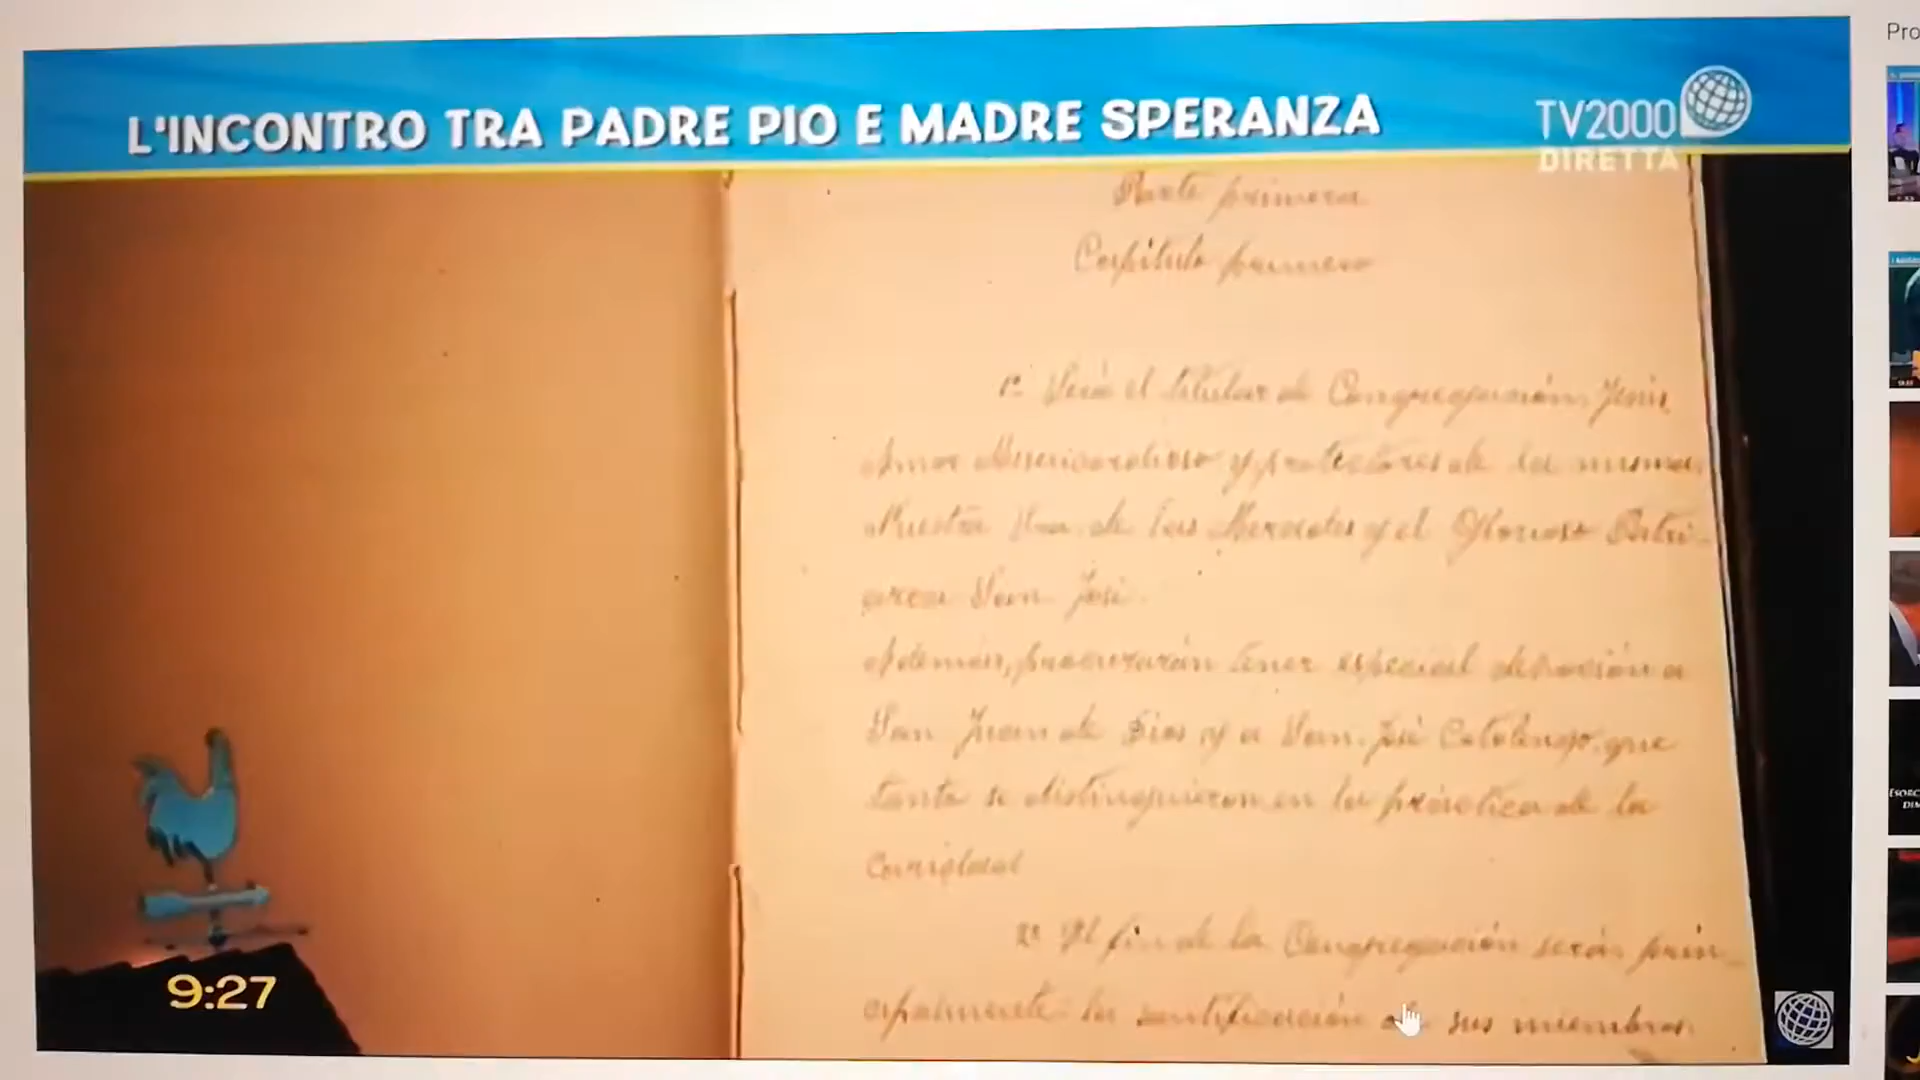 L'INCONTRO TRA PADRE PIO E MADRE SPERANZA
TV2000
DIRETTA
Pro
Parte primera
Capitulo primero
1º Será el titular de Congregación, Jesús
Amor Misericordioso y protectores de la misma,
Nuestra Sra. de las Mercedes y el Glorioso Patri-
arca San José.
Además, procurarán tener especial devoción a
San Juan de Dios y a San José Cotolengo, que
tanto se distinguieron en la práctica de la
caridad
2º El fin de la Congregación será, prin-
cipalmente la santificación de sus miembros
9:27